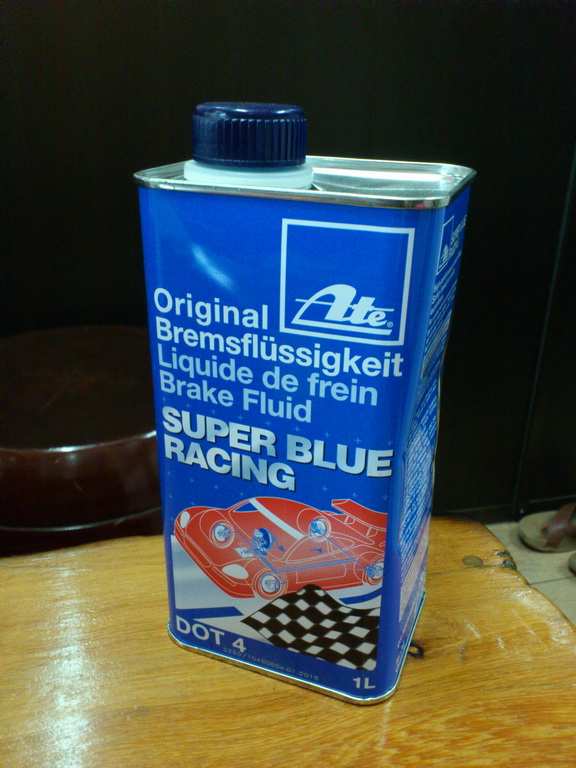 Ate®
Original
Bremsflüssigkeit
Liquide de frein
Brake Fluid
SUPER BLUE
RACING
DOT 4
1L